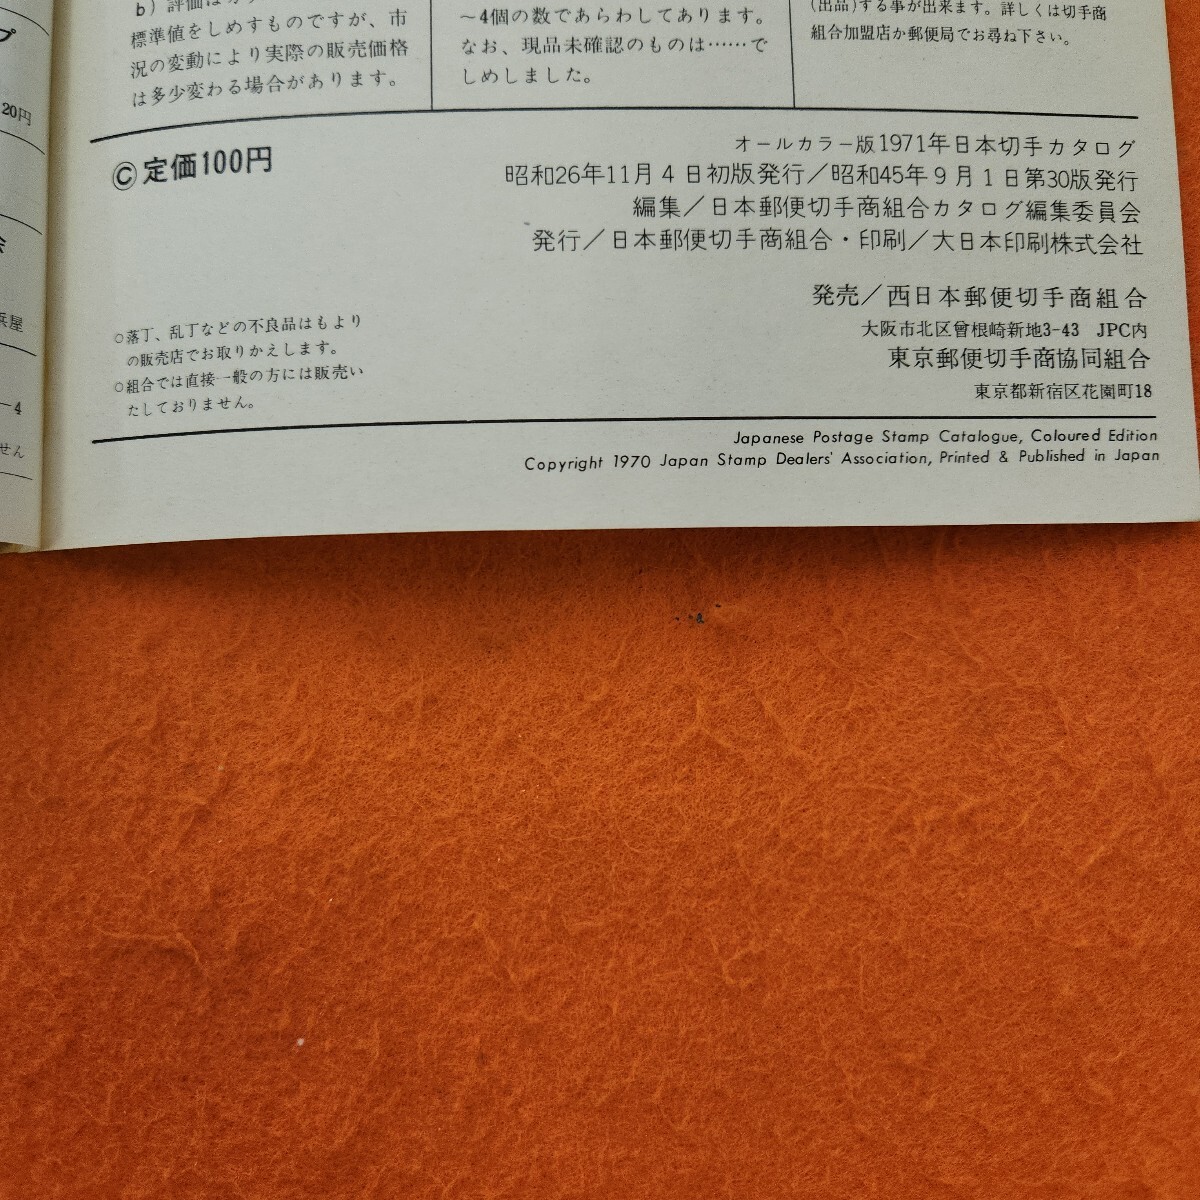 プ
20円
浜屋
—4
せん
標準値をしめすものですが、市
況の変動により実際の販売価格
は多少変わる場合があります。
〜4個の数であらわしてあります。
なお、現品未確認のものは……で
しめしました。
(出品)する事が出来ます。詳しくは切手商
組合加盟店か郵便局でお尋ね下さい。
Ⓒ定価100円
オールカラー版1971年日本切手カタログ
昭和26年11月4日初版発行／昭和45年9月1日第30版発行
編集／日本郵便切手商組合カタログ編集委員会
発行／日本郵便切手商組合・印刷／大日本印刷株式会社
発売／西日本郵便切手商組合
大阪市北区曾根崎新地3-43 JPC内
東京郵便切手商協同組合
東京都新宿区花園町18
○落丁、乱丁などの不良品はもより
の販売店でお取りかえします。
○組合では直接一般の方には販売い
たしておりません。
Japanese Postage Stamp Catalogue, Coloured Edition
Copyright 1970 Japan Stamp Dealers' Association, Printed & Published in Japan